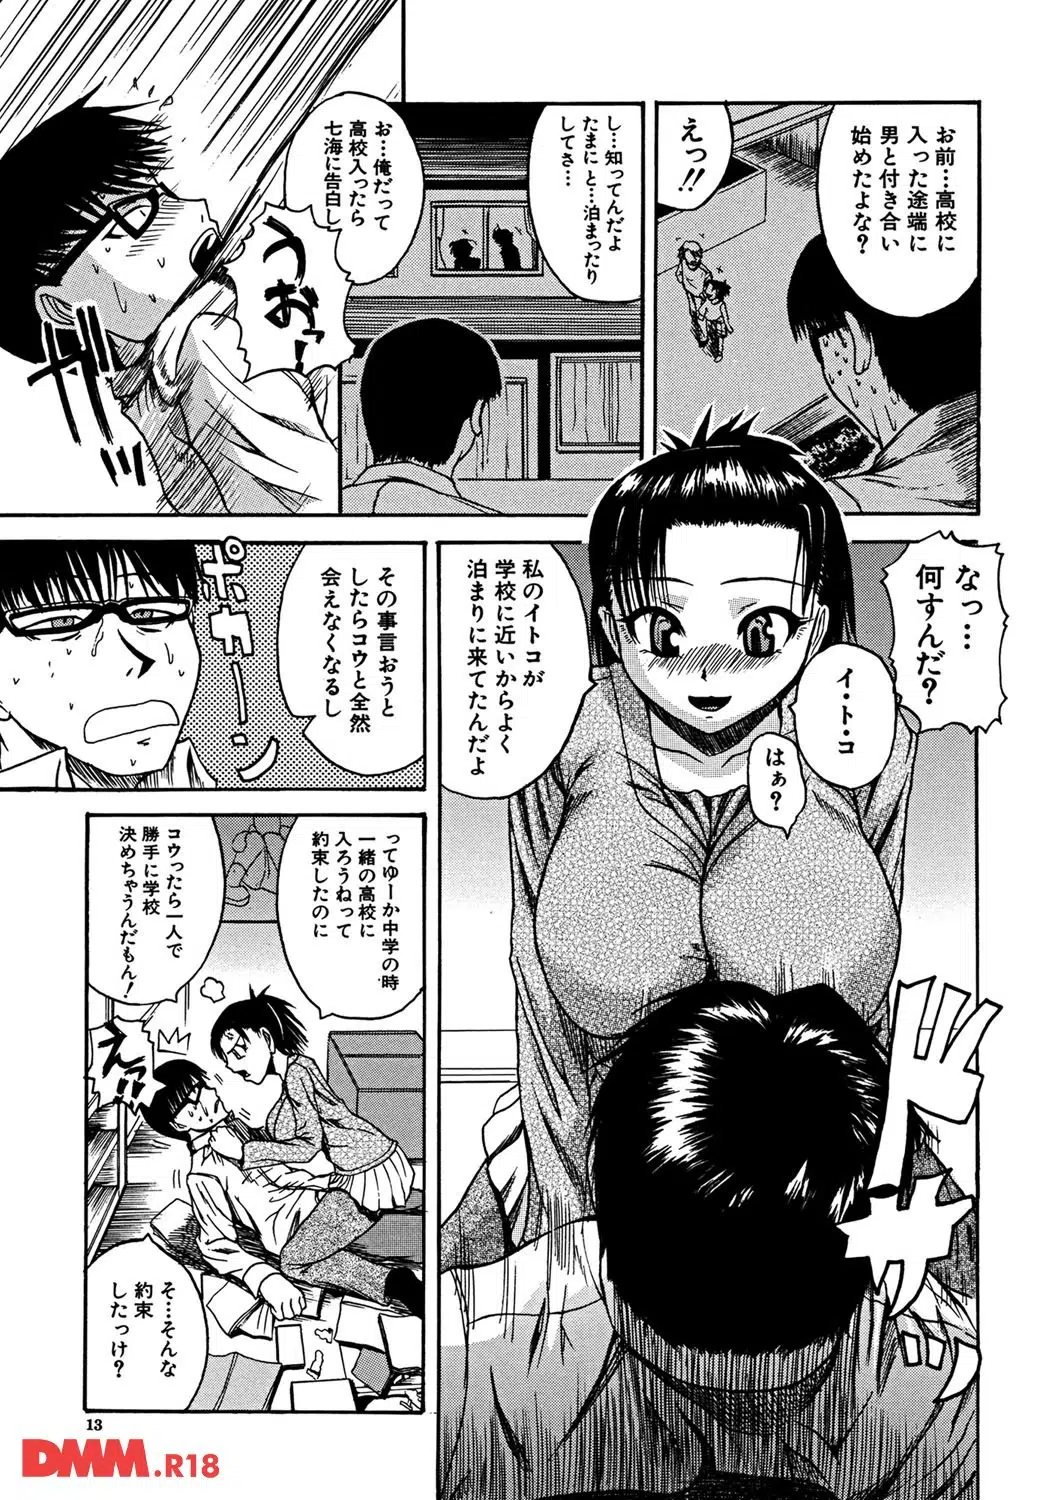 お前…高校に
入った途端に
男と付き合い
始めたよな？
えっ!!
し…知ってんだよ
たまにと…泊まったり
してさ…
お…俺だって
高校入ったら
七海に告白し
うおっー
ガッ
なっ…
何すんだ？
イ・ト・コ
はぁ？
私のイトコが
学校に近いからよく
泊まりに来てたんだよ
その事言おうと
したらコウと全然
会えなくなるし
ポカーン
ってゆーか中学の時
一緒の高校に
入ろうねって
約束したのに
コウったら一人で
勝手に学校
決めちゃうんだもん！
えっ!?
そ…そんな
約束
したっけ？
13
DMM.R18